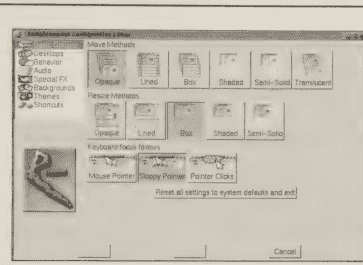 Desktops
Behavior
Audio
Special FX
Backgrounds
Themes
Shortcuts
Move Methods
Opaque Lined Box Shaded Semi-Solid Translucent
Resize Methods
Opaque Lined Box Shaded Semi-Solid
Keyboard focus follows
Mouse Pointer Sloppy Pointer Pointer Clicks
Reset all settings to system defaults and exit
Cancel